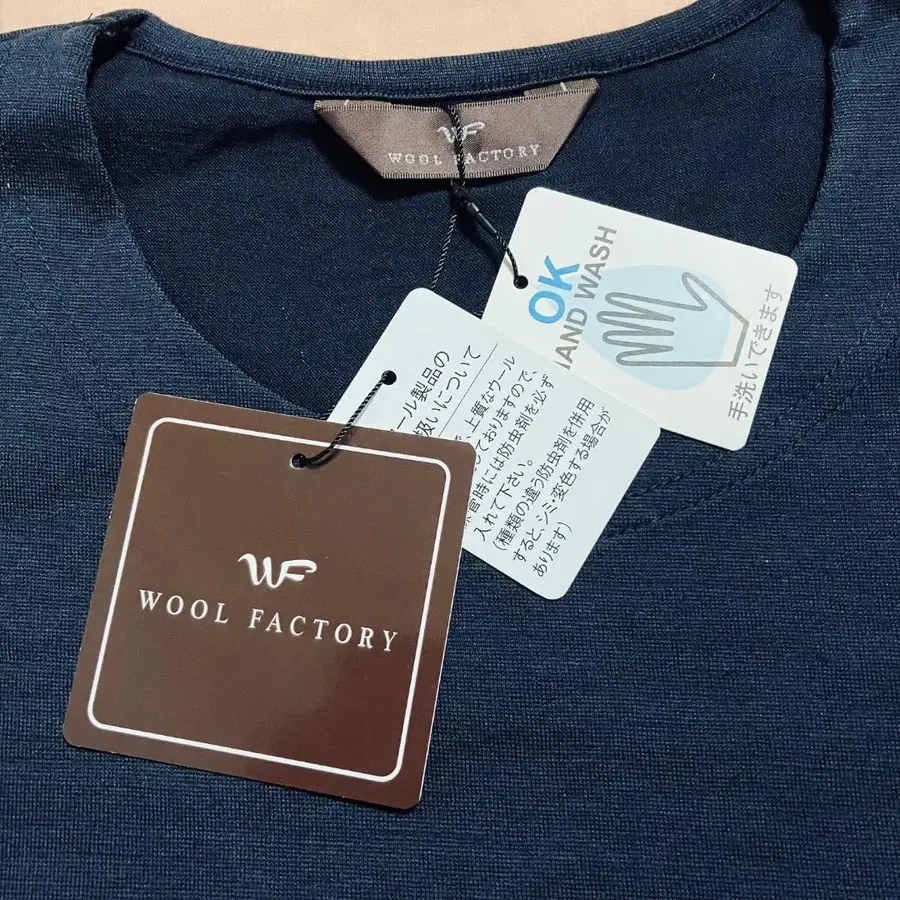 WF
WOOL FACTORY
OK
HAND WASH
手洗いできます
ール製品の
扱いについて
、上質なウール
しておりますので、
管時には防虫剤を必ず
入れて下さい。
(種類の違う防虫剤を併用
すると、シミ・変色する場合が
あります)
WF
WOOL FACTORY